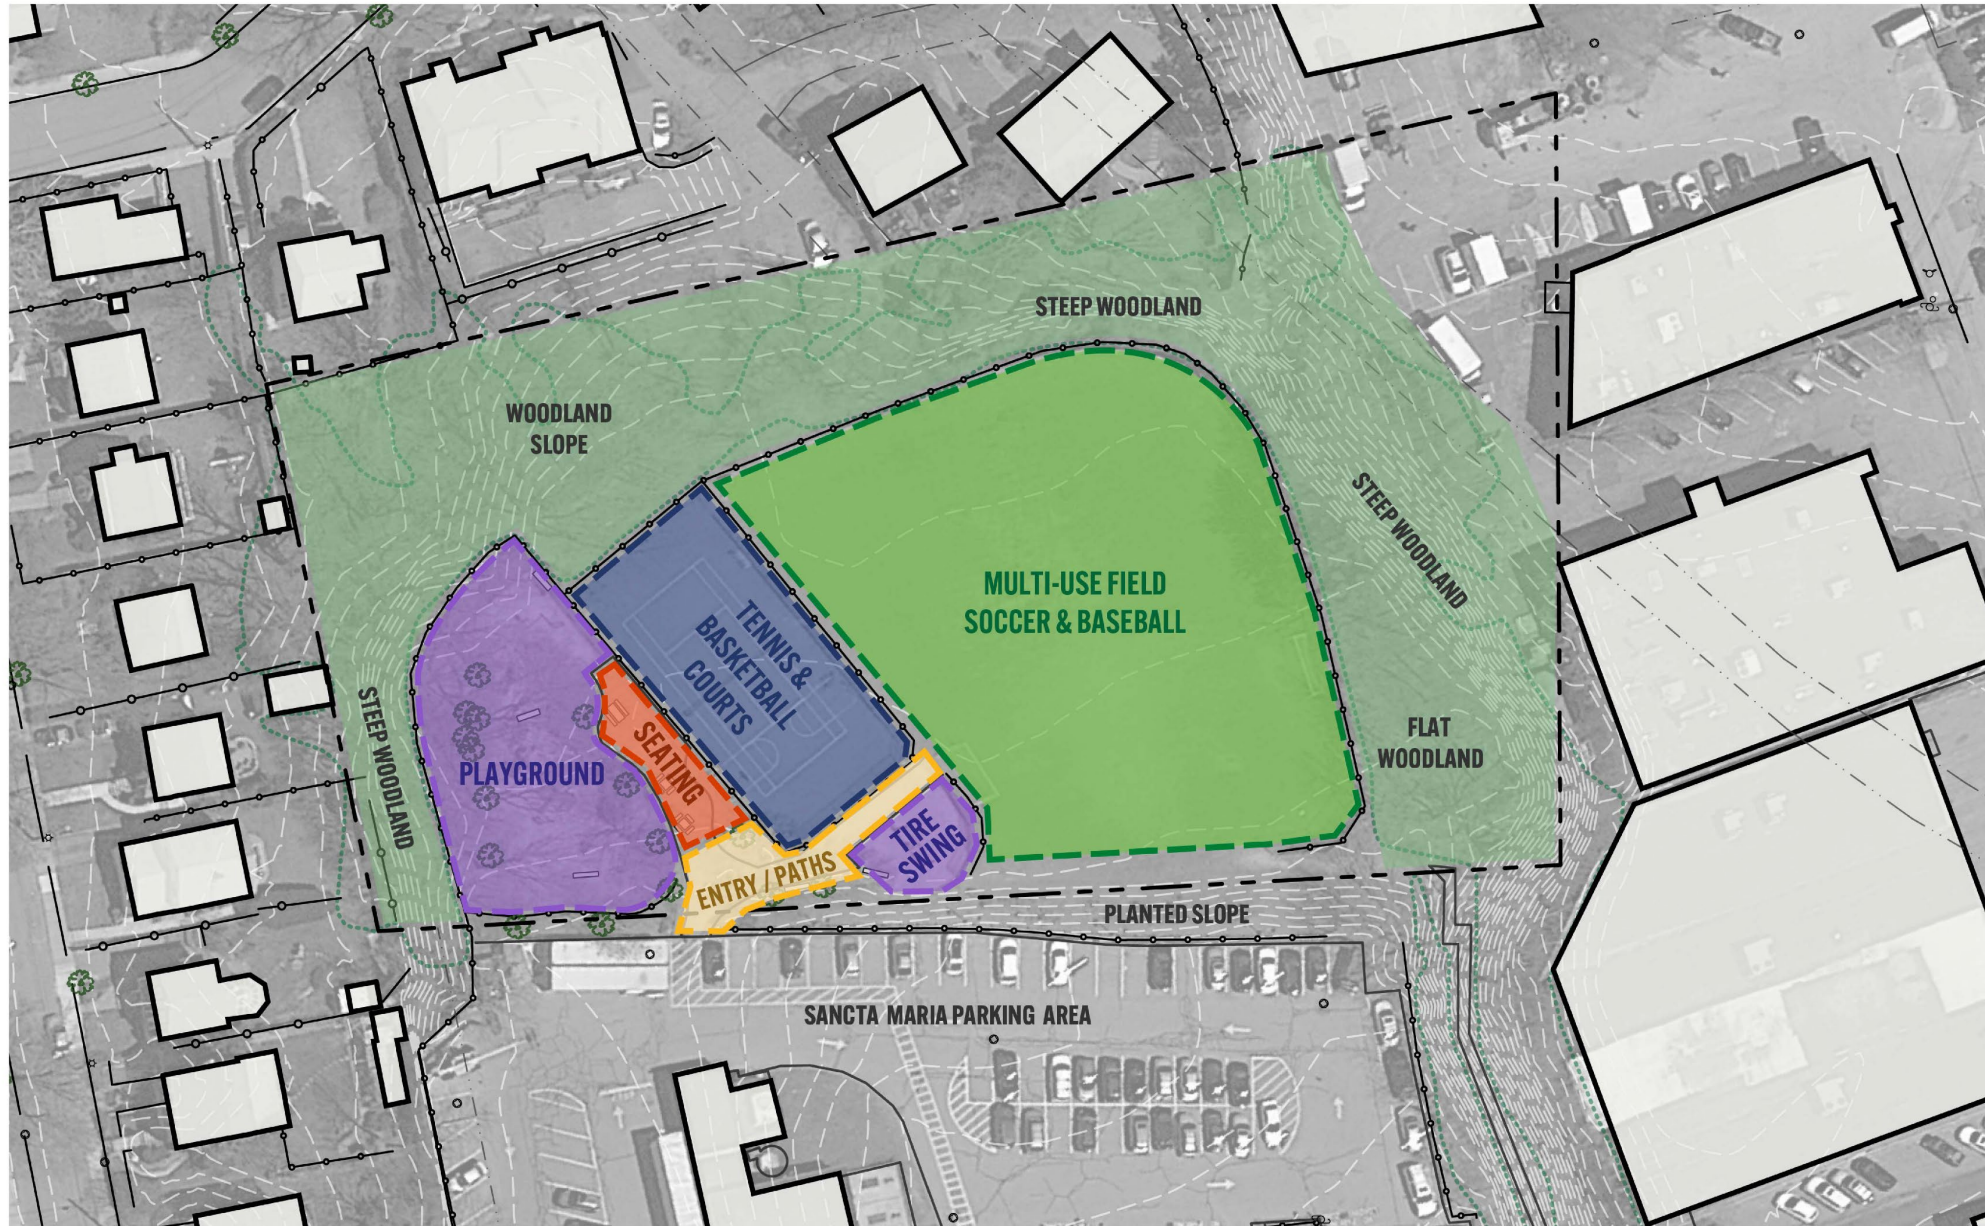 STEEP WOODLAND
WOODLAND
SLOPE
STEEP WOODLAND
MULTI-USE FIELD
SOCCER & BASEBALL
TENNIS &
BASKETBALL
COURTS
STEEP WOODLAND
SEATING
PLAYGROUND
FLAT
WOODLAND
TIRE
SWING
ENTRY / PATHS
PLANTED SLOPE
SANCTA MARIA PARKING AREA